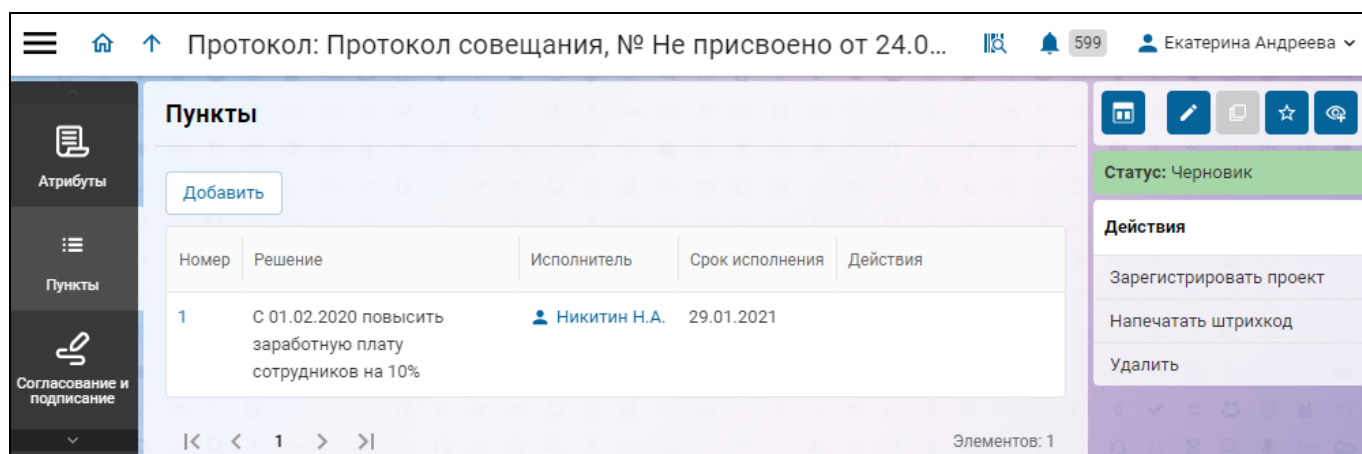 Протокол: Протокол совещания, № Не присвоено от 24.0...
599
Екатерина Андреева
Атрибуты
Пункты
Согласование и
подписание
Пункты
Добавить
Номер Решение Исполнитель Срок исполнения Действия
1 С 01.02.2020 повысить Никитин Н.А. 29.01.2021
заработную плату
сотрудников на 10%
1 Элементов: 1
Статус: Черновик
Действия
Зарегистрировать проект
Напечатать штрихкод
Удалить